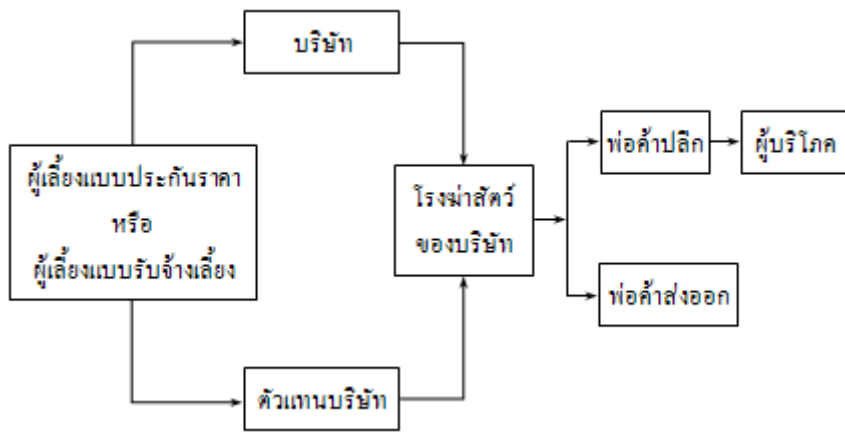 บริษัท
ผู้เลี้ยงแบบประกันราคา
หรือ
ผู้เลี้ยงแบบรับจ้างเลี้ยง
โรงฆ่าสัตว์
ของบริษัท
พ่อค้าปลีก
ผู้บริโภค
พ่อค้าส่งออก
ตัวแทนบริษัท